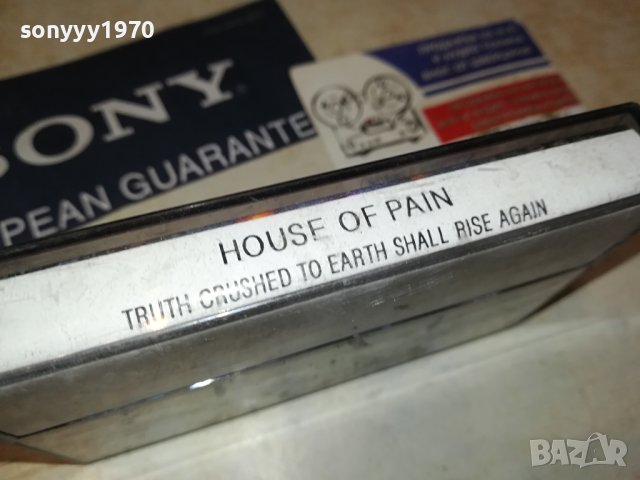 sonyyy1970
SONY
PEAN GUARANTE
HOUSE OF PAIN
TRUTH CRUSHED TO EARTH SHALL RISE AGAIN
BAZAR